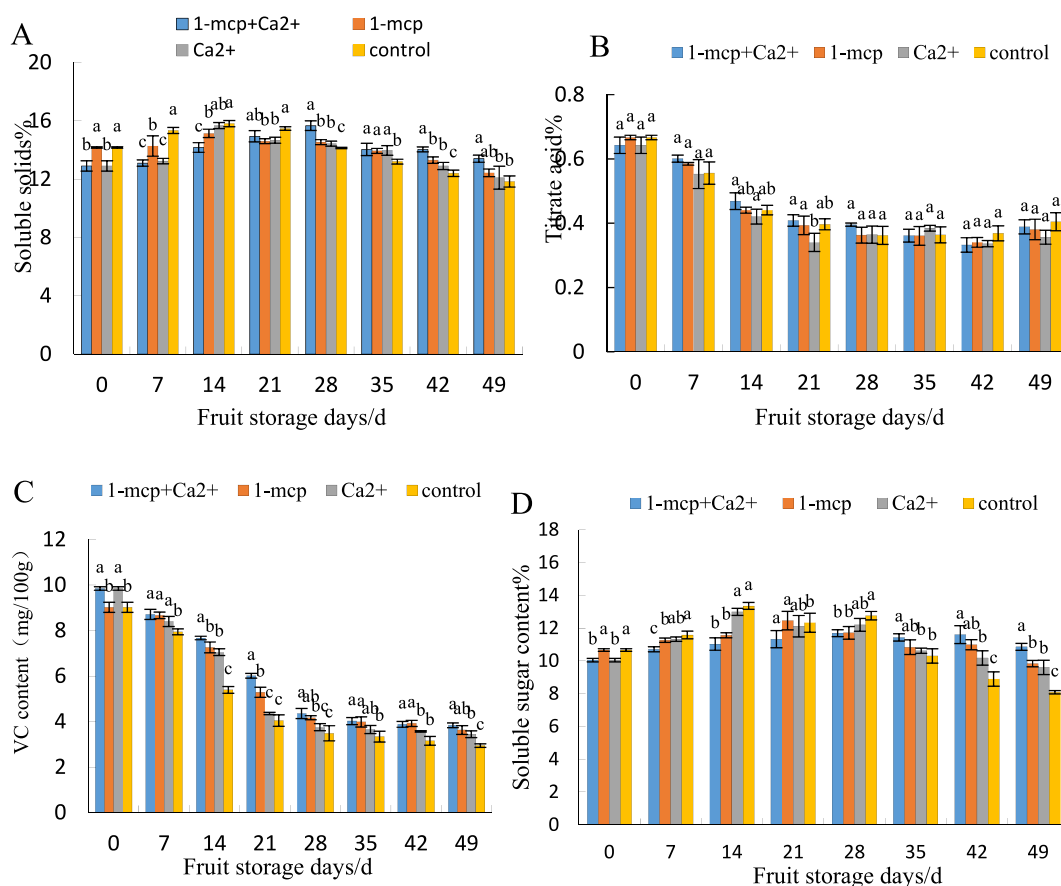 A
1-mcp+Ca2+ 1-mcp
Ca2+ control
Soluble solids%
20
16
12
8
4
0
b a b a
c b c a
c b ab a
ab b b a
a b b c
a a a b
a b b c
a ab b b
0 7 14 21 28 35 42 49
Fruit storage days/d
B
1-mcp+Ca2+ 1-mcp Ca2+ control
Titrate acid%
0.8
0.6
0.4
0.2
0
a a a a
a a a a
a ab a ab
a a b ab
a a a a
a a a a
a a a a
a a a a
0 7 14 21 28 35 42 49
Fruit storage days/d
C
1-mcp+Ca2+ 1-mcp Ca2+ control
VC content（mg/100g）
12
10
8
6
4
2
0
a b a b
a a a b
a b b c
a b c c
a ab bc c
a a ab b
a a b b
a ab b c
0 7 14 21 28 35 42 49
Fruit storage days/d
D
1-mcp+Ca2+ 1-mcp Ca2+ control
Soluble sugar content%
18
16
14
12
10
8
6
4
2
0
b a b a
c b ab a
b b a a
a a ab a
b b ab a
a ab b b
a ab b c
a b b c
0 7 14 21 28 35 42 49
Fruit storage days/d